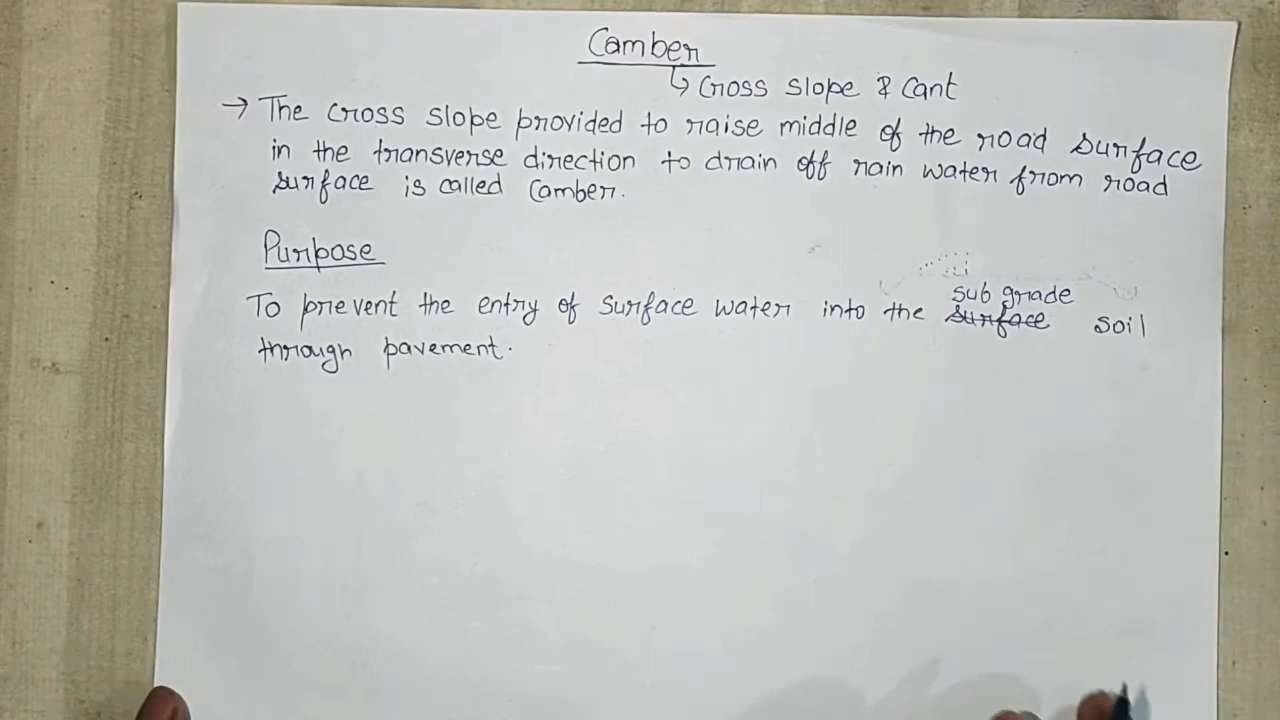 Camber
↳ Cross slope & Cant
→ The cross slope provided to raise middle of the road surface
in the transverse direction to drain off rain water from road
surface is called Camber.
Purpose
To prevent the entry of surface water into the sub grade ~~surface~~ soil
through pavement.